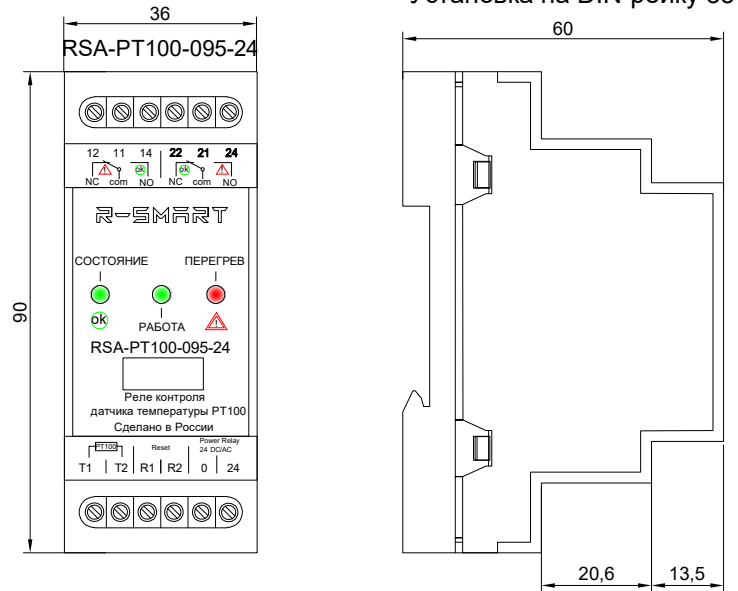 Установка на DIN-рейку
36
60
RSA-PT100-095-24
12 11 14 22 21 24
ok ok
NC com NO NC com NO
R-SMART
СОСТОЯНИЕ ПЕРЕГРЕВ
90
ok
РАБОТА
RSA-PT100-095-24
Реле контроля
датчика температуры PT100
Сделано в России
PT100 Reset Power Relay
24 DC/AC
T1 T2 R1 R2 0 24
20,6 13,5